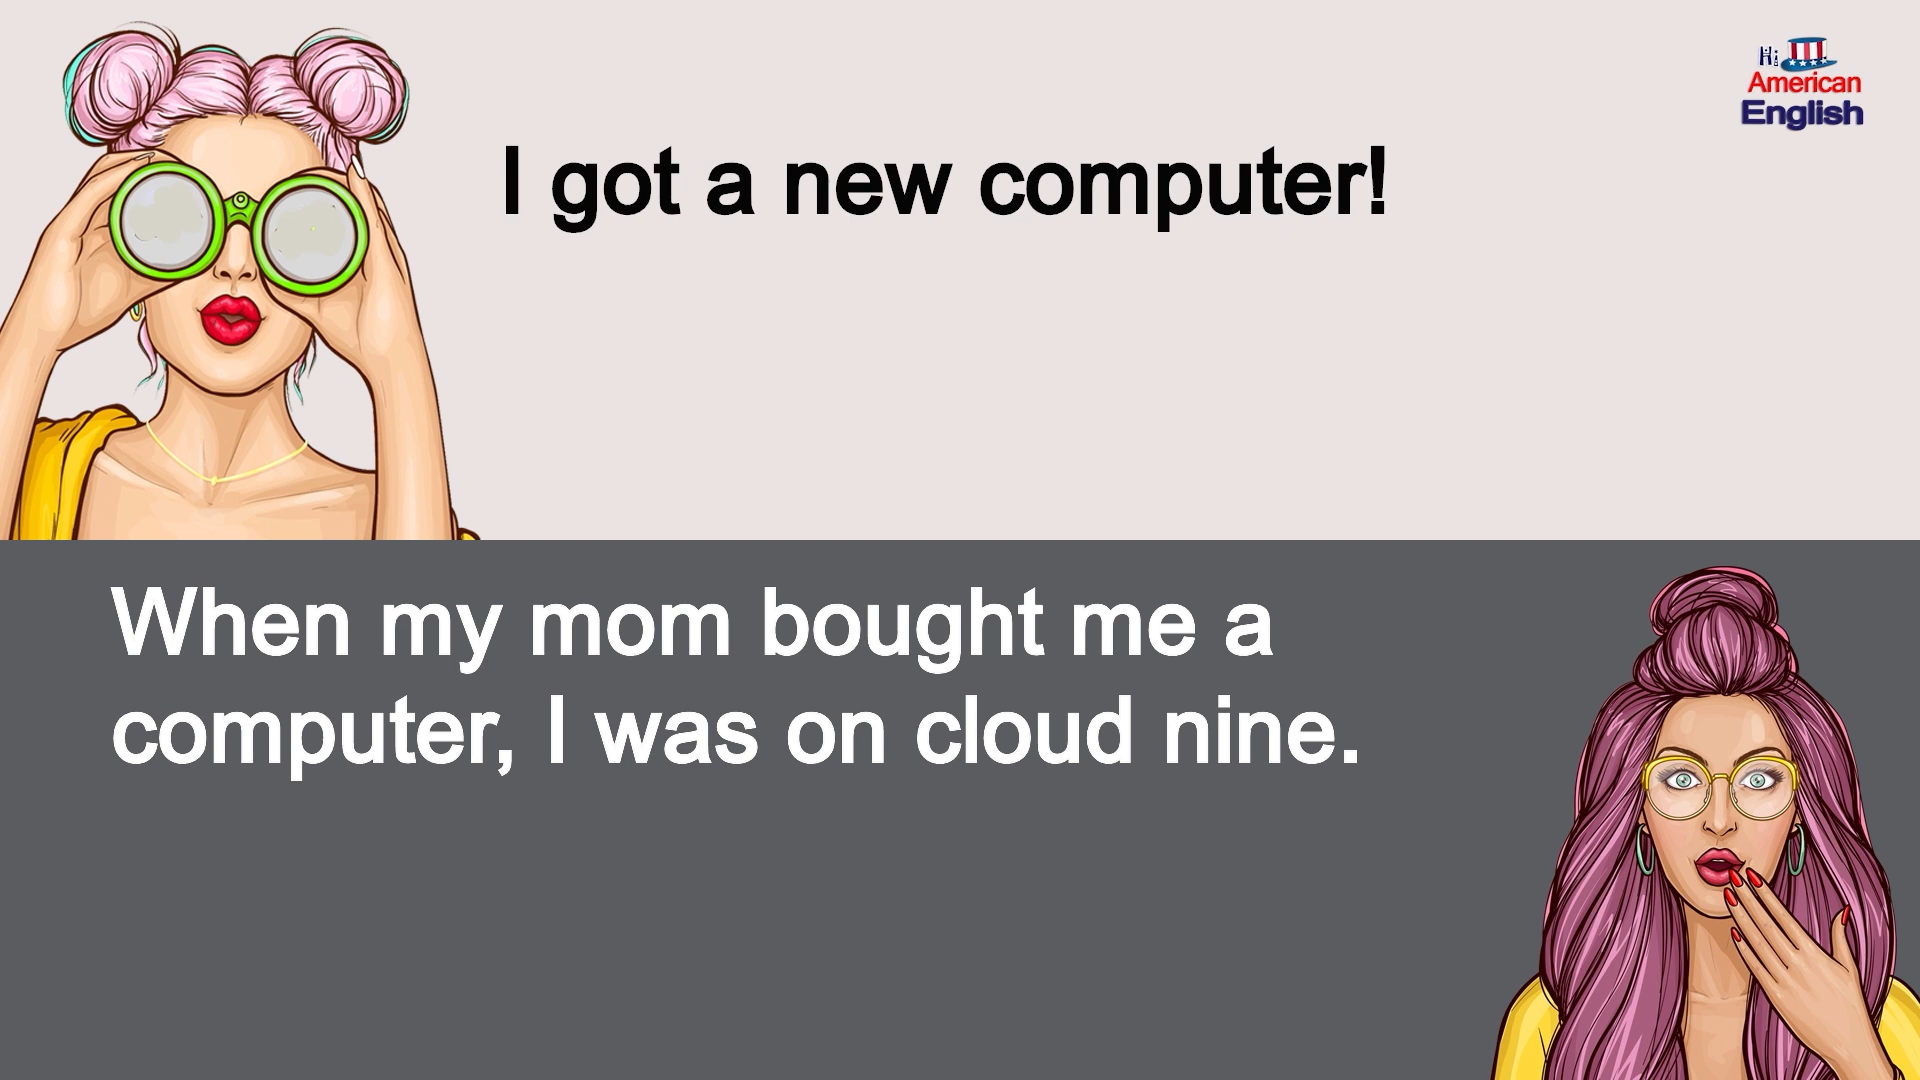 Hi
American
English
I got a new computer!
When my mom bought me a
computer, I was on cloud nine.